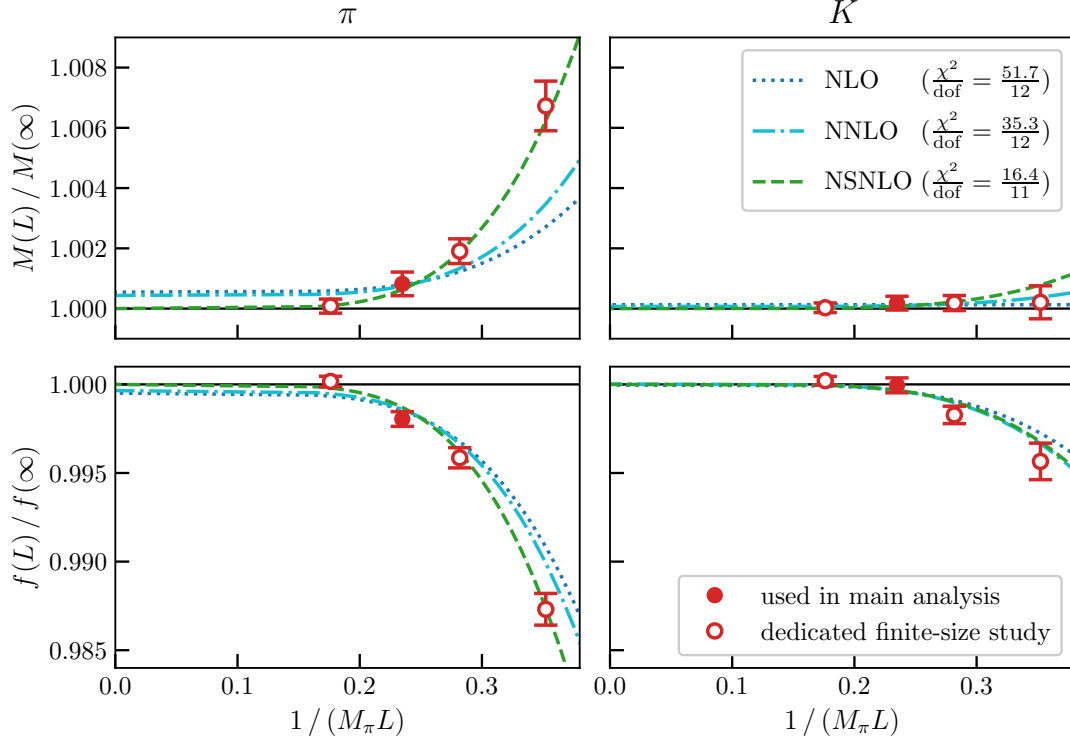 π
K
M(L) / M(∞)
1.008
1.006
1.004
1.002
1.000
NLO (χ²/dof = 51.7/12)
NNLO (χ²/dof = 35.3/12)
NSNLO (χ²/dof = 16.4/11)
f(L) / f(∞)
1.000
0.995
0.990
0.985
used in main analysis
dedicated finite-size study
0.0 0.1 0.2 0.3
0.0 0.1 0.2 0.3
1 / (M_πL)
1 / (M_πL)